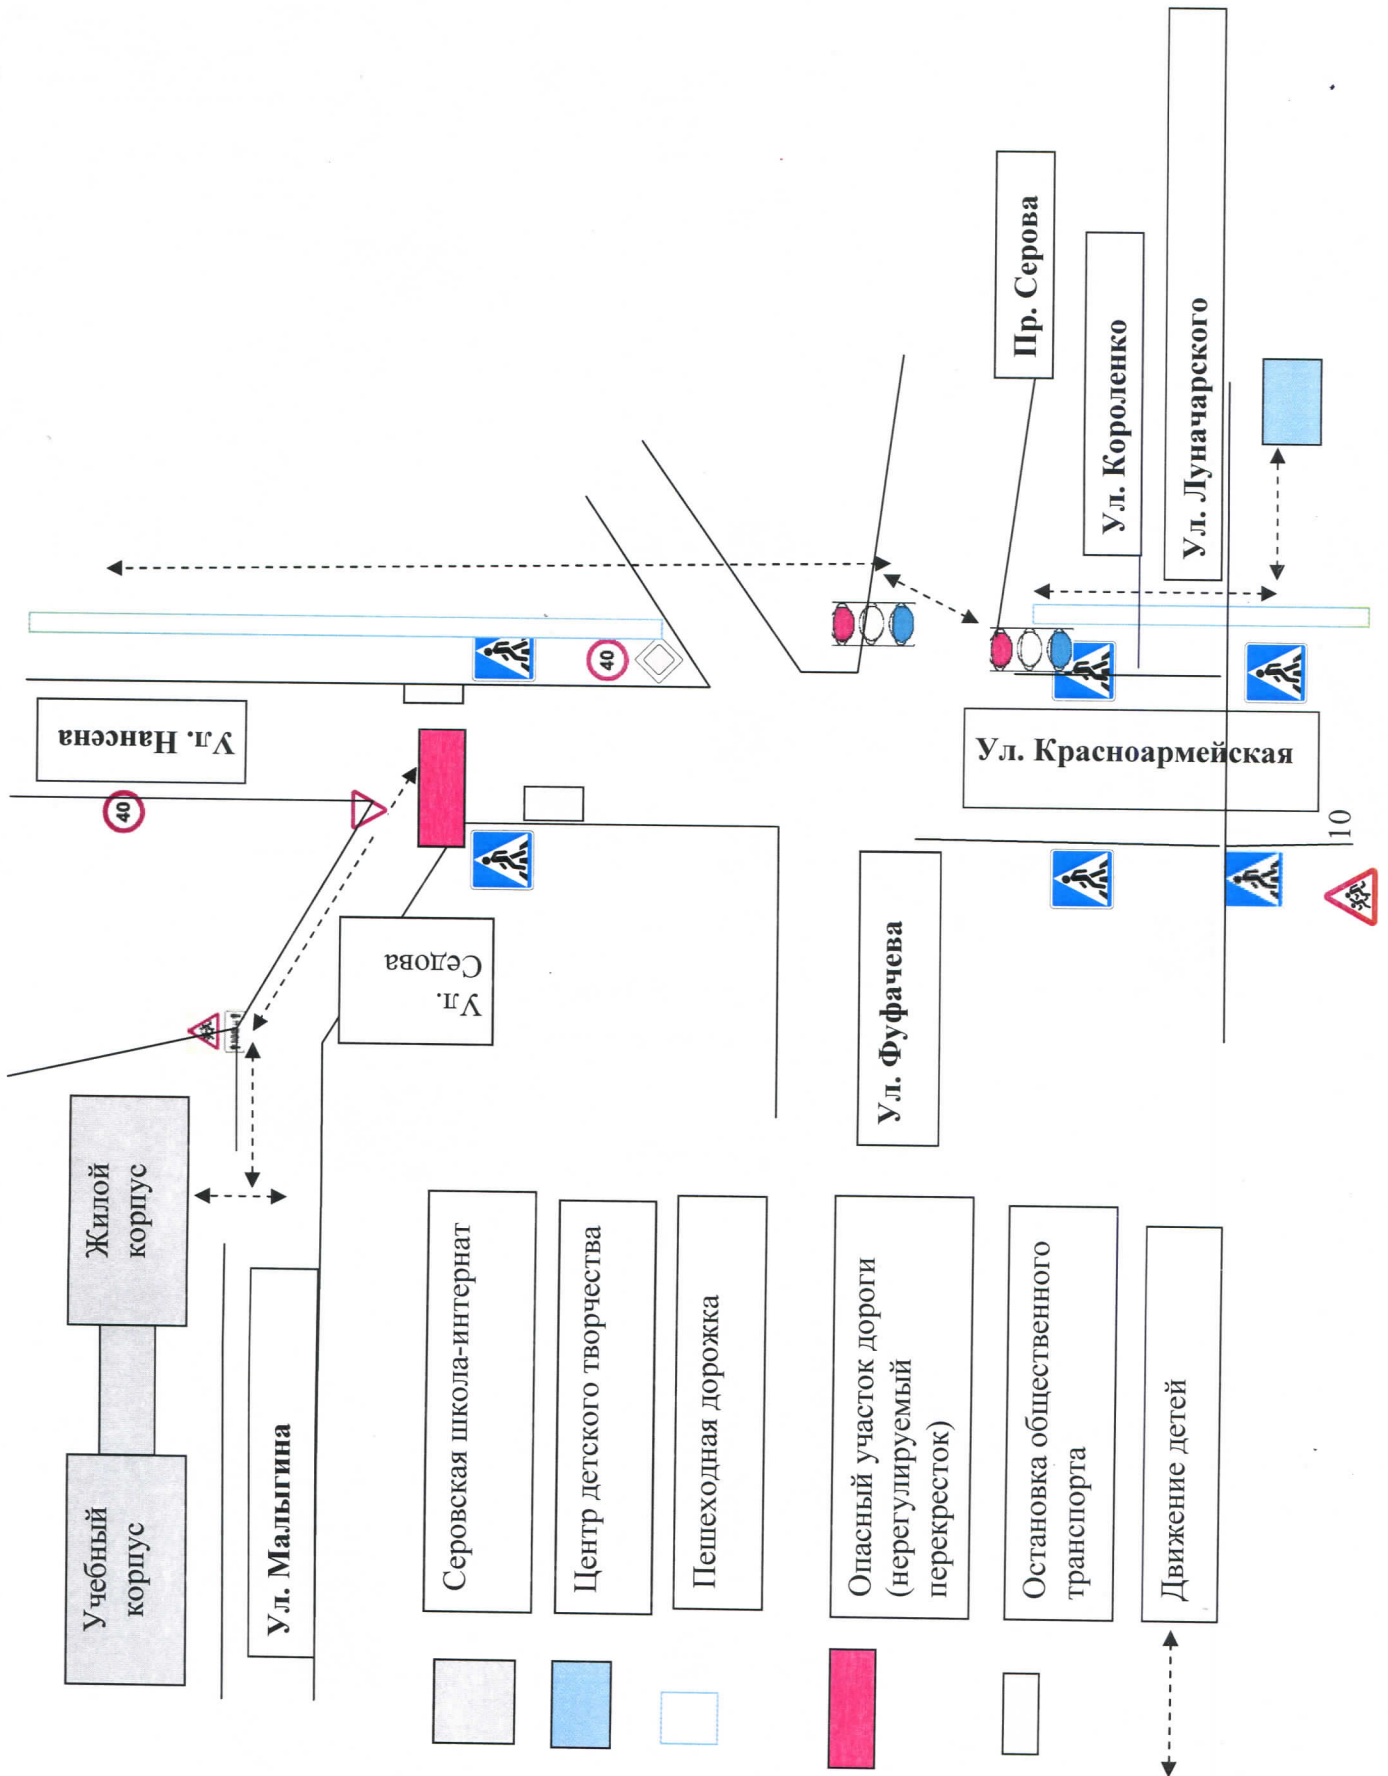 Учебный
корпус
Жилой
корпус
Ул. Малыгина
40
Ул. Нансена
Ул.
Седова
40
Серовская школа-интернат
Центр детского творчества
Пешеходная дорожка
Опасный участок дороги
(нерегулируемый
перекресток)
Остановка общественного
транспорта
Движение детей
Ул. Фуфачева
Ул. Красноармейская
Пр. Серова
Ул. Короленко
Ул. Луначарского
10